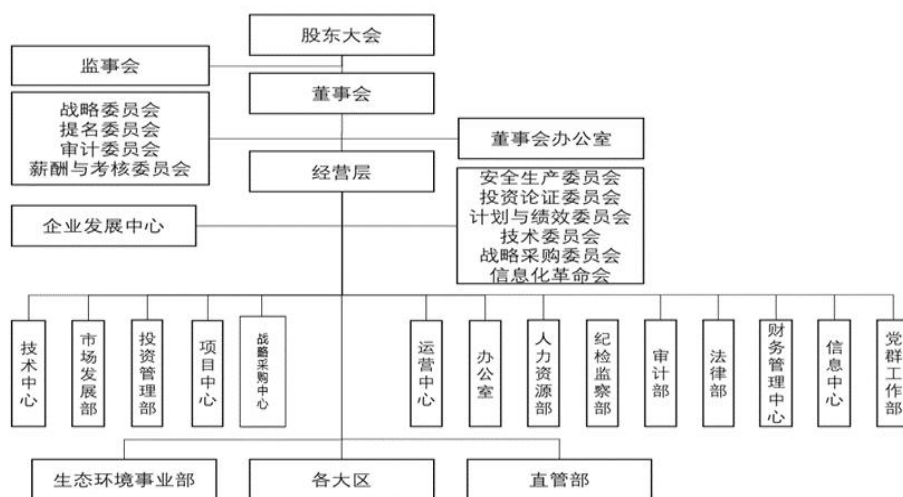 股东大会
监事会
董事会
战略委员会
提名委员会
审计委员会
薪酬与考核委员会
董事会办公室
经营层
安全生产委员会
投资论证委员会
计划与绩效委员会
技术委员会
战略采购委员会
信息化革命会
企业发展中心
技术中心
市场发展部
投资管理部
项目中心
战略采购中心
运营中心
办公室
人力资源部
纪检监察部
审计部
法律部
财务管理中心
信息中心
党群工作部
生态环境事业部
各大区
直管部